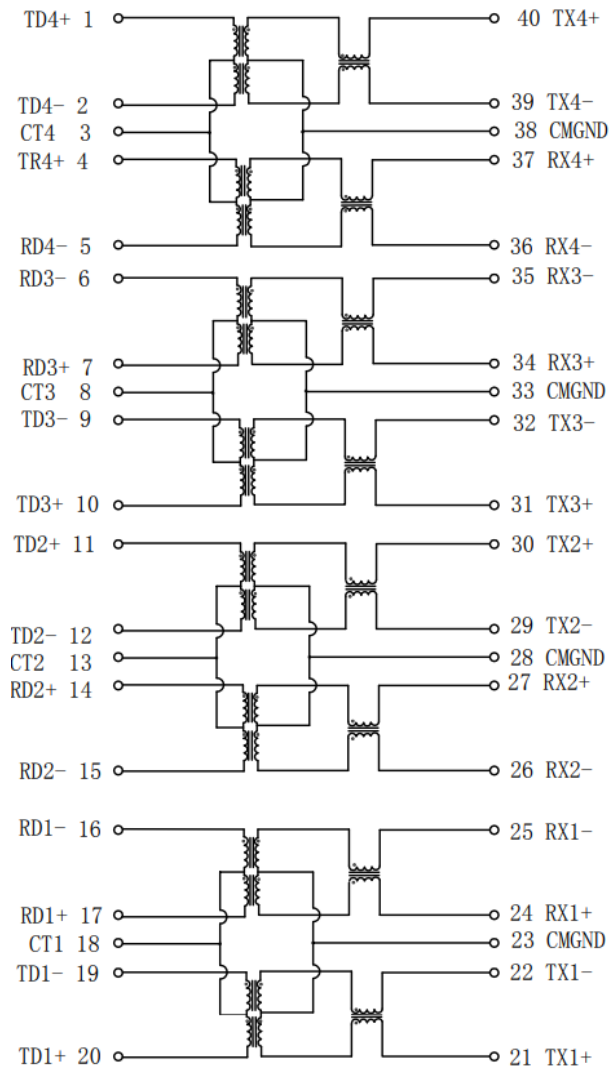 TD4+ 1 40 TX4+
TD4- 2 39 TX4-
CT4 3 38 CMGND
TR4+ 4 37 RX4+
RD4- 5 36 RX4-
RD3- 6 35 RX3-
RD3+ 7 34 RX3+
CT3 8 33 CMGND
TD3- 9 32 TX3-
TD3+ 10 31 TX3+
TD2+ 11 30 TX2+
TD2- 12 29 TX2-
CT2 13 28 CMGND
RD2+ 14 27 RX2+
RD2- 15 26 RX2-
RD1- 16 25 RX1-
RD1+ 17 24 RX1+
CT1 18 23 CMGND
TD1- 19 22 TX1-
TD1+ 20 21 TX1+